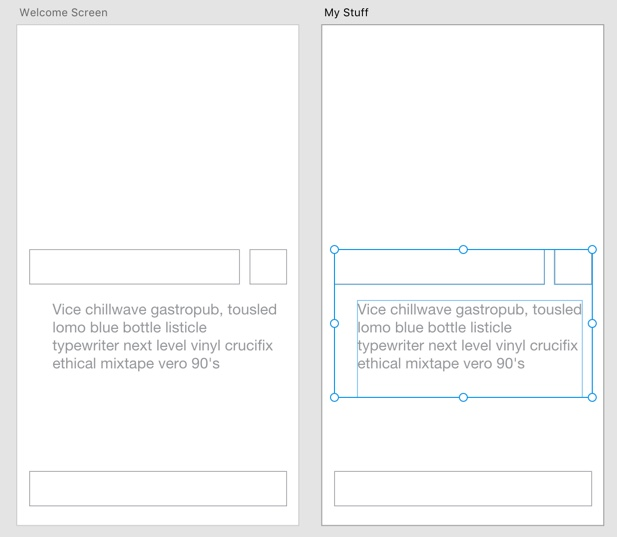 Welcome Screen
My Stuff
Vice chillwave gastropub, tousled
lomo blue bottle listicle
typewriter next level vinyl crucifix
ethical mixtape vero 90's
Vice chillwave gastropub, tousled
lomo blue bottle listicle
typewriter next level vinyl crucifix
ethical mixtape vero 90's